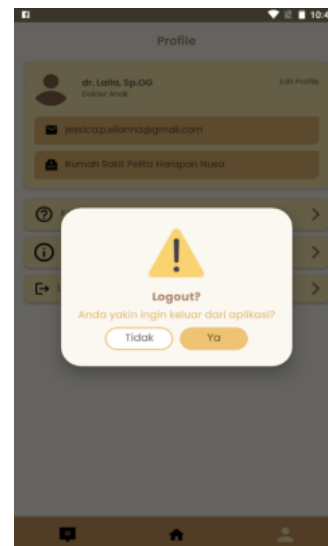 10:4
Profile
dr. Laila, Sp.OG
Edit Profile
Dokter Anak
jessica.p.elianna@gmail.com
Rumah Sakit Pelita Harapan Nusa
Logout?
Anda yakin ingin keluar dari aplikasi?
Tidak
Ya